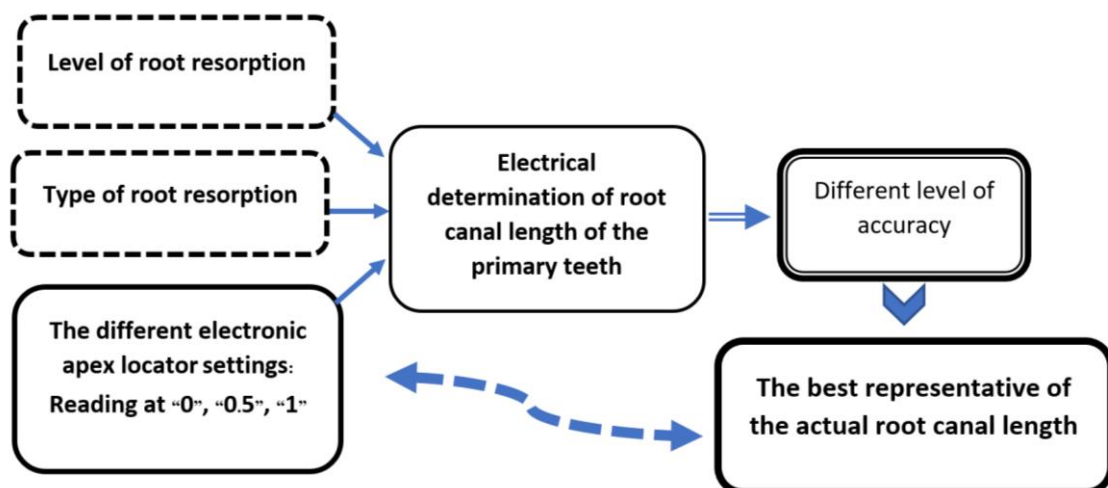 Level of root resorption
Type of root resorption
The different electronic
apex locator settings:
Reading at “0”, “0.5”, “1”
Electrical
determination of root
canal length of the
primary teeth
Different level of
accuracy
The best representative of
the actual root canal length